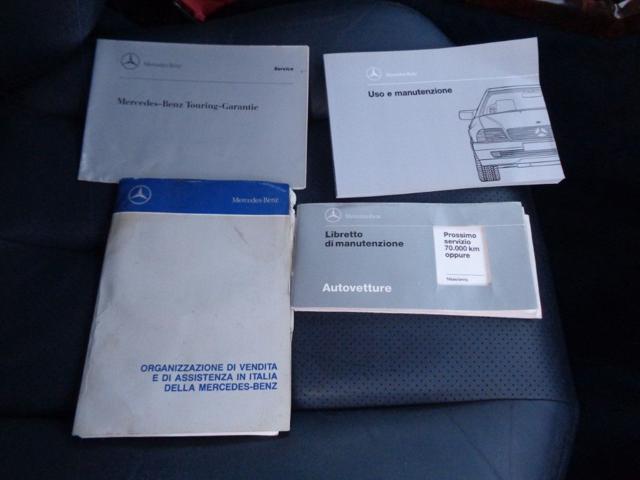 Mercedes-Benz
Service
Mercedes-Benz Touring-Garantie
Mercedes-Benz
Uso e manutenzione
Mercedes-Benz
ORGANIZZAZIONE DI VENDITA
E DI ASSISTENZA IN ITALIA
DELLA MERCEDES-BENZ
Mercedes-Benz
Libretto
di manutenzione
Autovetture
Prossimo
servizio
70.000 km
oppure